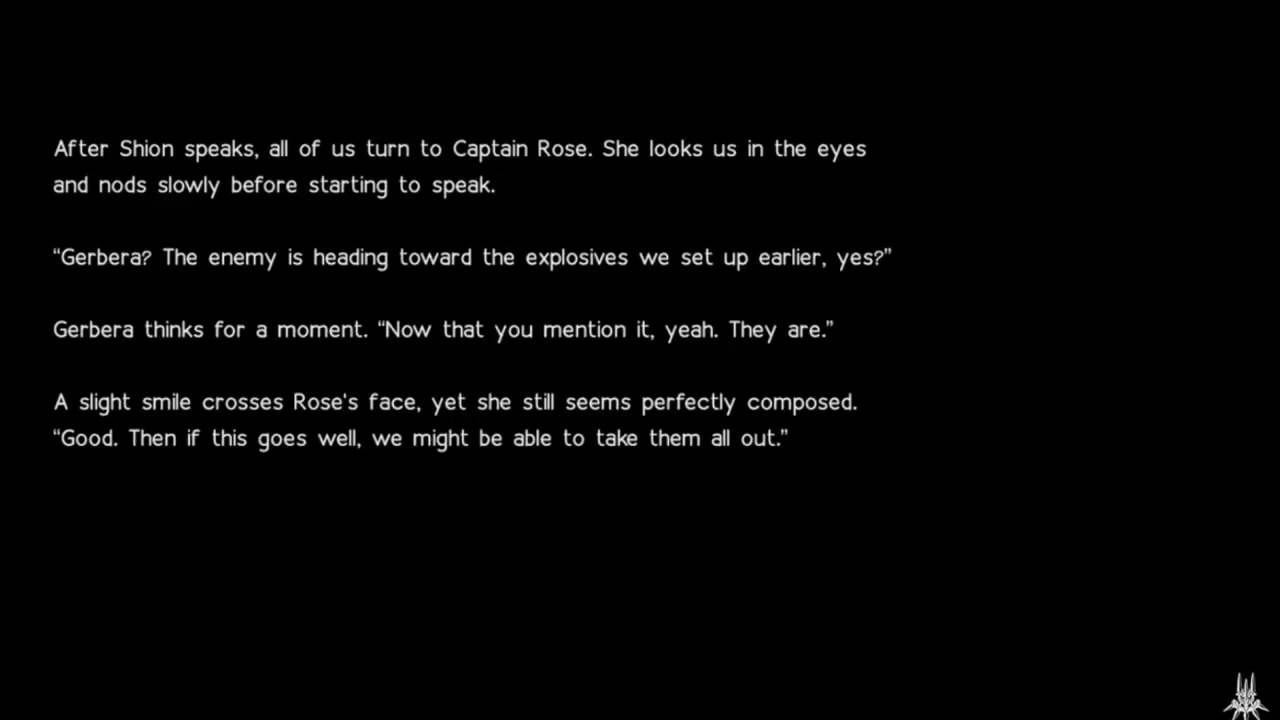 After Shion speaks, all of us turn to Captain Rose. She looks us in the eyes
and nods slowly before starting to speak.
“Gerbera? The enemy is heading toward the explosives we set up earlier, yes?”
Gerbera thinks for a moment. “Now that you mention it, yeah. They are.”
A slight smile crosses Rose's face, yet she still seems perfectly composed.
“Good. Then if this goes well, we might be able to take them all out.”